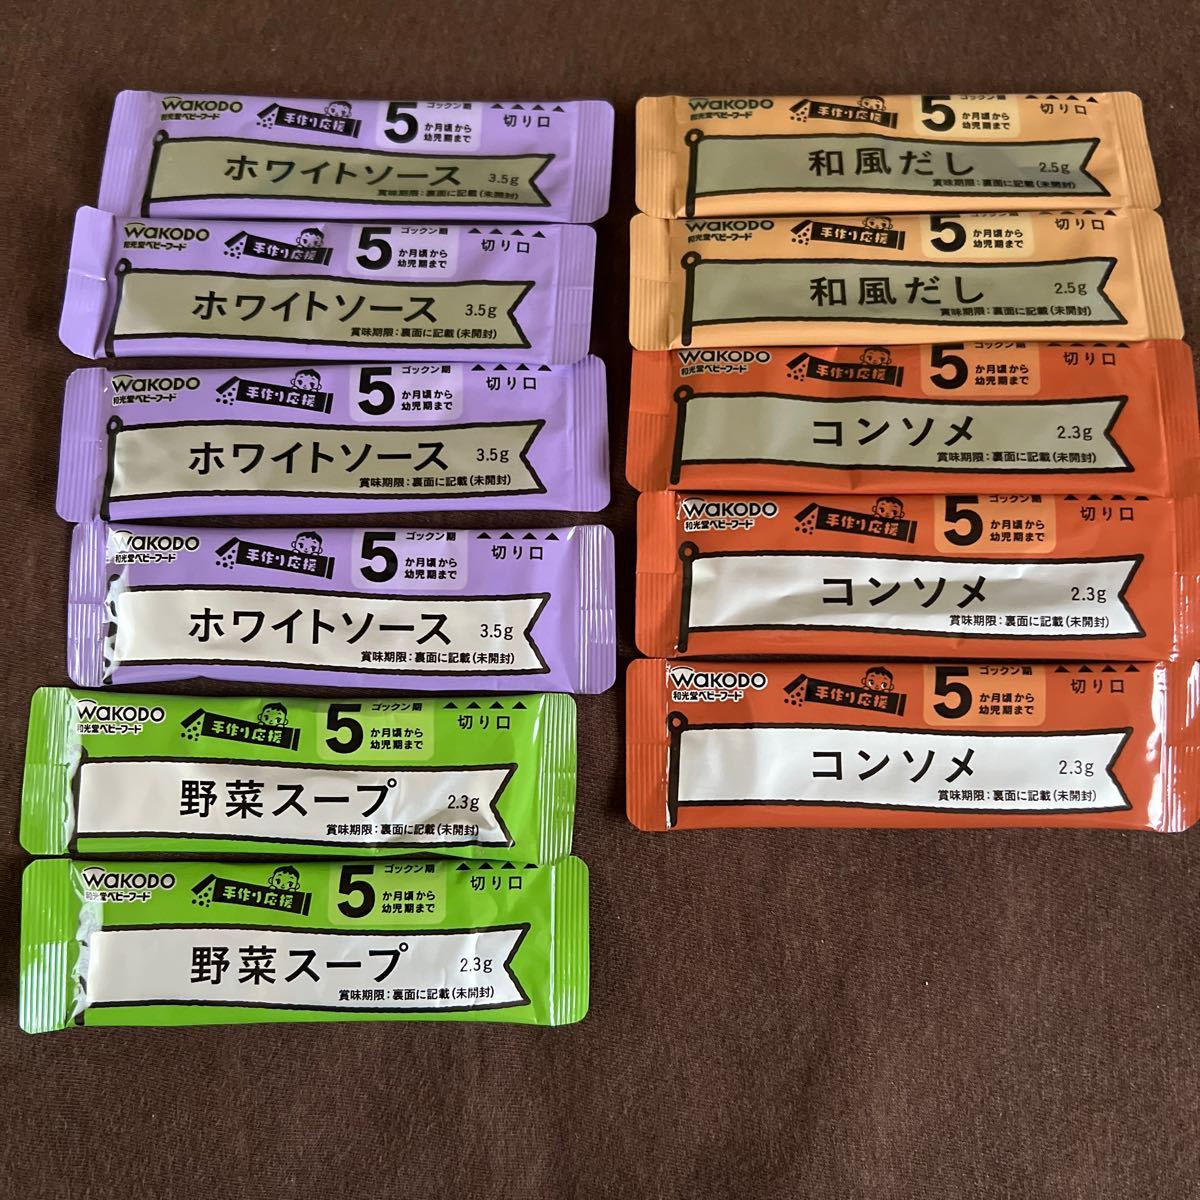 wakodo
和光堂ベビーフード
手作り応援
5
ゴックン期
か月頃から
幼児期まで
切り口
ホワイトソース 3.5g
賞味期限:裏面に記載(未開封)
wakodo
和光堂ベビーフード
手作り応援
5
ゴックン期
か月頃から
幼児期まで
切り口
ホワイトソース 3.5g
賞味期限:裏面に記載(未開封)
wakodo
和光堂ベビーフード
手作り応援
5
ゴックン期
か月頃から
幼児期まで
切り口
ホワイトソース 3.5g
賞味期限:裏面に記載(未開封)
wakodo
和光堂ベビーフード
手作り応援
5
ゴックン期
か月頃から
幼児期まで
切り口
ホワイトソース 3.5g
賞味期限:裏面に記載(未開封)
wakodo
和光堂ベビーフード
手作り応援
5
ゴックン期
か月頃から
幼児期まで
切り口
野菜スープ 2.3g
賞味期限:裏面に記載(未開封)
wakodo
和光堂ベビーフード
手作り応援
5
ゴックン期
か月頃から
幼児期まで
切り口
野菜スープ 2.3g
賞味期限:裏面に記載(未開封)
wakodo
和光堂ベビーフード
手作り応援
5
ゴックン期
か月頃から
幼児期まで
切り口
和風だし 2.5g
賞味期限:裏面に記載(未開封)
wakodo
和光堂ベビーフード
手作り応援
5
か月頃から
幼児期まで
切り口
和風だし 2.5g
賞味期限:裏面に記載(未開封)
wakodo
和光堂ベビーフード
手作り応援
5
ゴックン期
か月頃から
幼児期まで
切り口
コンソメ 2.3g
賞味期限:裏面に記載(未開封)
wakodo
和光堂ベビーフード
手作り応援
5
ゴックン期
か月頃から
幼児期まで
切り口
コンソメ 2.3g
賞味期限:裏面に記載(未開封)
wakodo
和光堂ベビーフード
手作り応援
5
ゴックン期
か月頃から
幼児期まで
切り口
コンソメ 2.3g
賞味期限:裏面に記載(未開封)